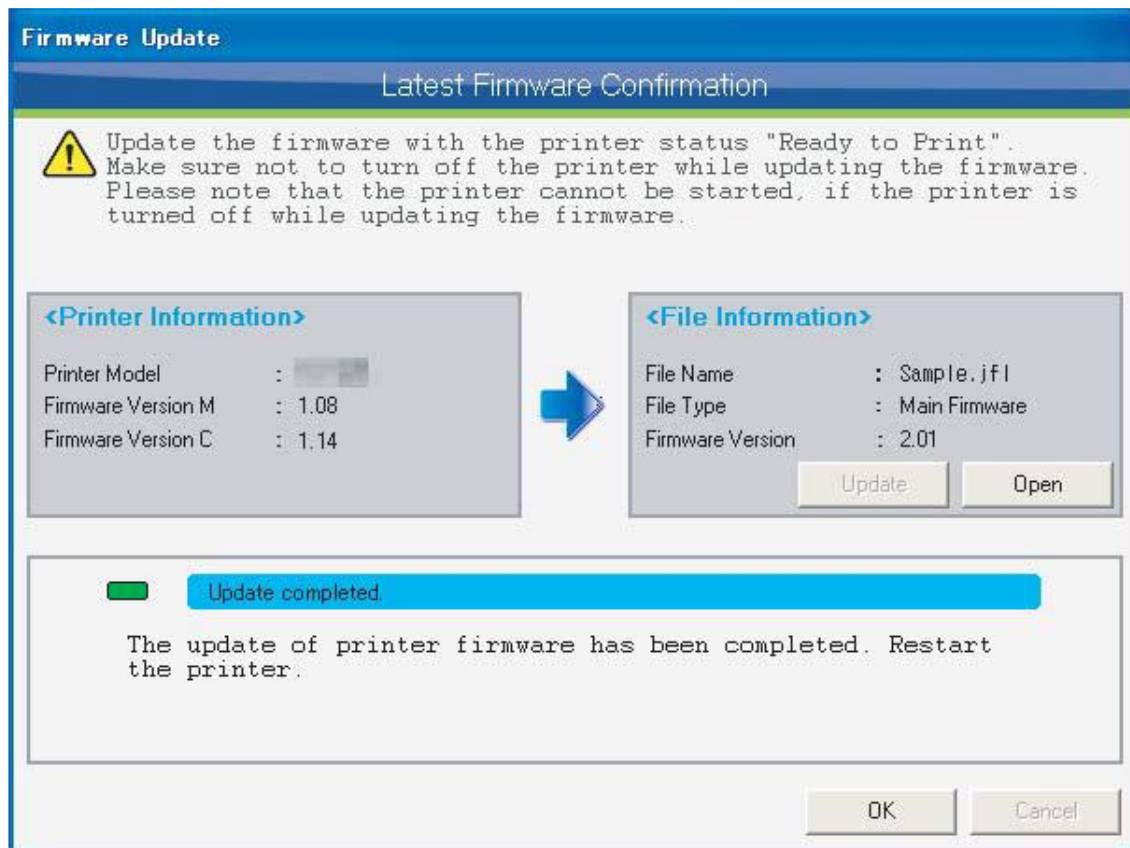 Firmware Update
Latest Firmware Confirmation
Update the firmware with the printer status "Ready to Print".
Make sure not to turn off the printer while updating the firmware.
Please note that the printer cannot be started, if the printer is
turned off while updating the firmware.
<Printer Information>
Printer Model :
Firmware Version M : 1.08
Firmware Version C : 1.14
<File Information>
File Name : Sample.jfl
File Type : Main Firmware
Firmware Version : 2.01
Update Open
Update completed.
The update of printer firmware has been completed. Restart
the printer.
OK Cancel